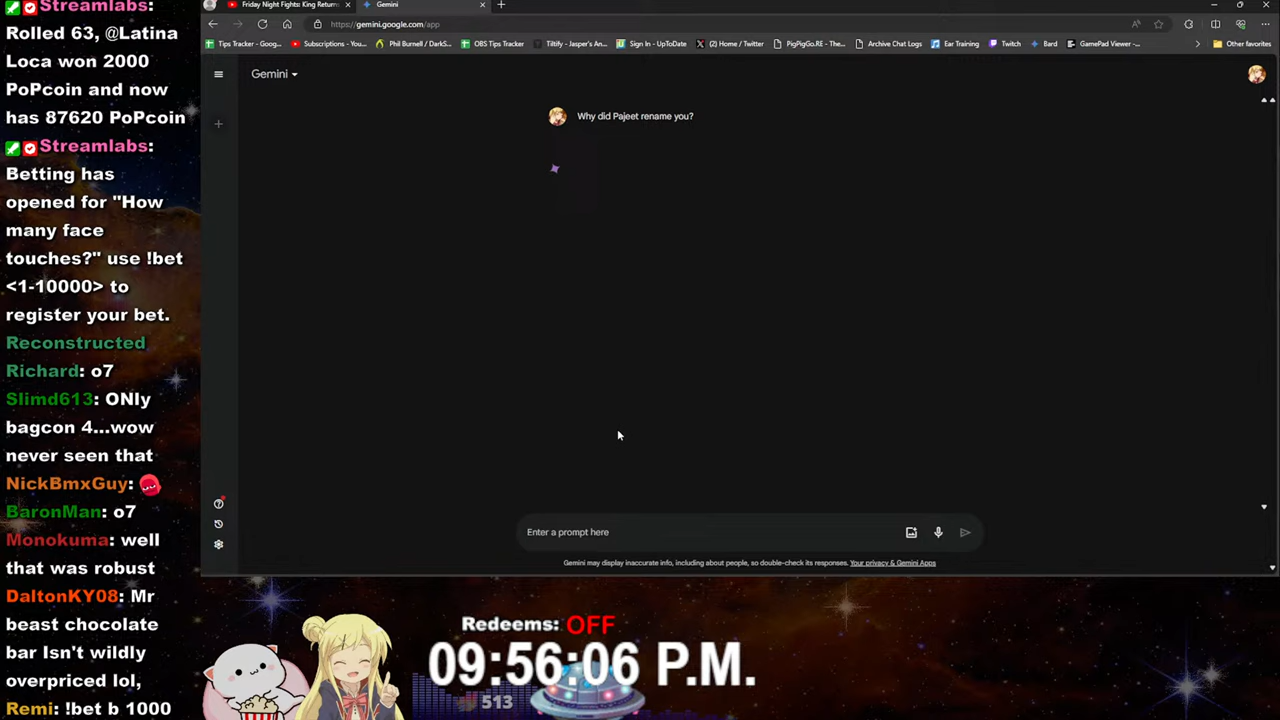 Streamlabs:
Rolled 63, @Latina
Loca won 2000
PoPcoin and now
has 87620 PoPcoin
Streamlabs:
Betting has
opened for "How
many face
touches?" use !bet
<1-10000> to
register your bet.
Reconstructed
Richard: o7
Slimd613: ONly
bagcon 4...wow
never seen that
NickBmxGuy:
BaronMan: o7
Monokuma: well
that was robust
DaltonKY08: Mr
beast chocolate
bar Isn't wildly
overpriced lol,
Remi: !bet b 1000
Friday Night Fights: King Return
Gemini
https://gemini.google.com/app
Tips Tracker - Goog...
Subscriptions - You...
Phil Burnell / DarkS...
OBS Tips Tracker
Tiltify - Jasper's An...
Sign In - UpToDate
(2) Home / Twitter
PigPigGo.RE - The...
Archive Chat Logs
Ear Training
Twitch
Bard
GamePad Viewer -...
Other favorites
Gemini
Why did Pajeet rename you?
Enter a prompt here
Gemini may display inaccurate info, including about people, so double-check its responses. Your privacy & Gemini Apps
Redeems: OFF
09:56:06 P.M.
513